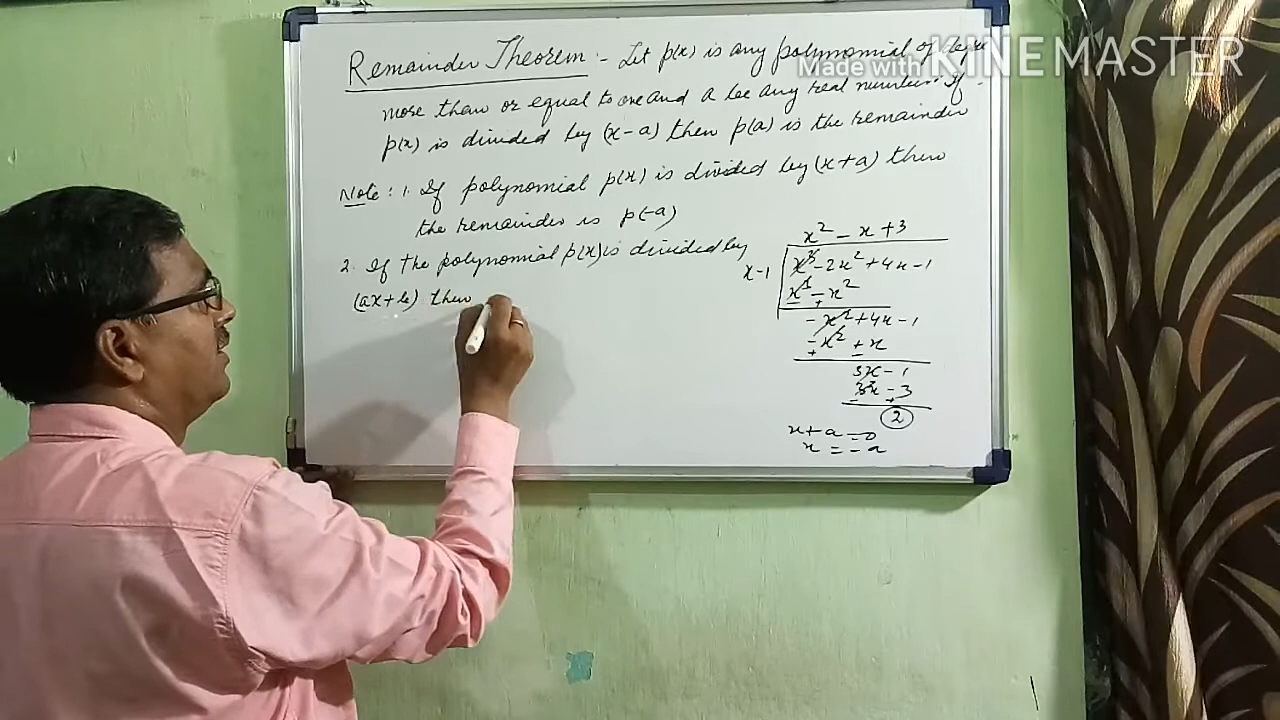 Remainder Theorem :- Let p(x) is any polynomial of degree
more than or equal to one and a be any real number. If
p(x) is divided by (x-a) then p(a) is the remainder
Note : 1. If polynomial p(x) is divided by (x+a) then
the remainder is p(-a)
2. If the polynomial p(x) is divided by
(ax+b) then
x² - x + 3
x-1
x³ - 2x² + 4x - 1
x³ - x²
- +
- x² + 4x - 1
- x² + x
+ -
3x - 1
3x - 3
- +
2
x + a = 0
x = - a
Made with KINEMASTER